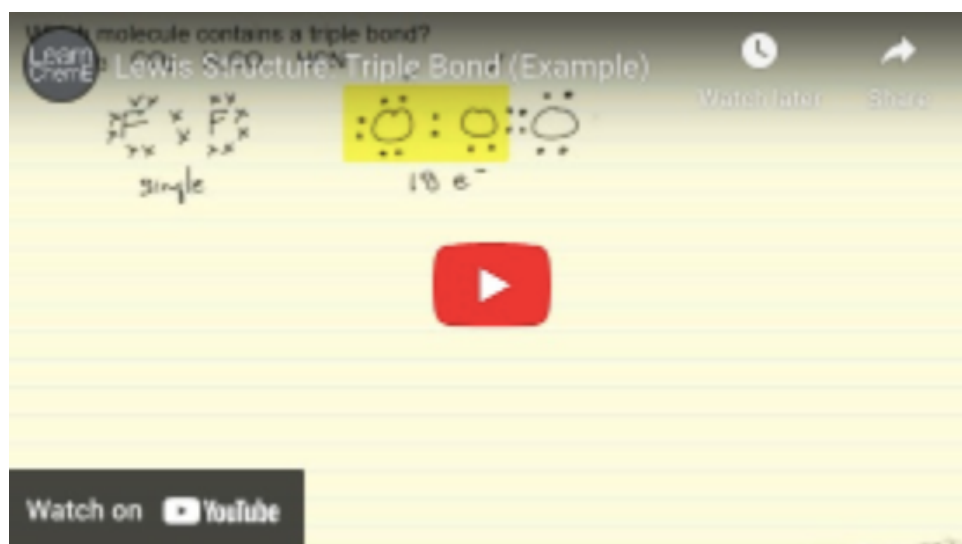 molecule contains a triple bond?
Learn ChemE
Lewis Structure Triple Bond (Example)
Watch later
Share
F F
:O : O :: O
single
18 e⁻
Watch on YouTube